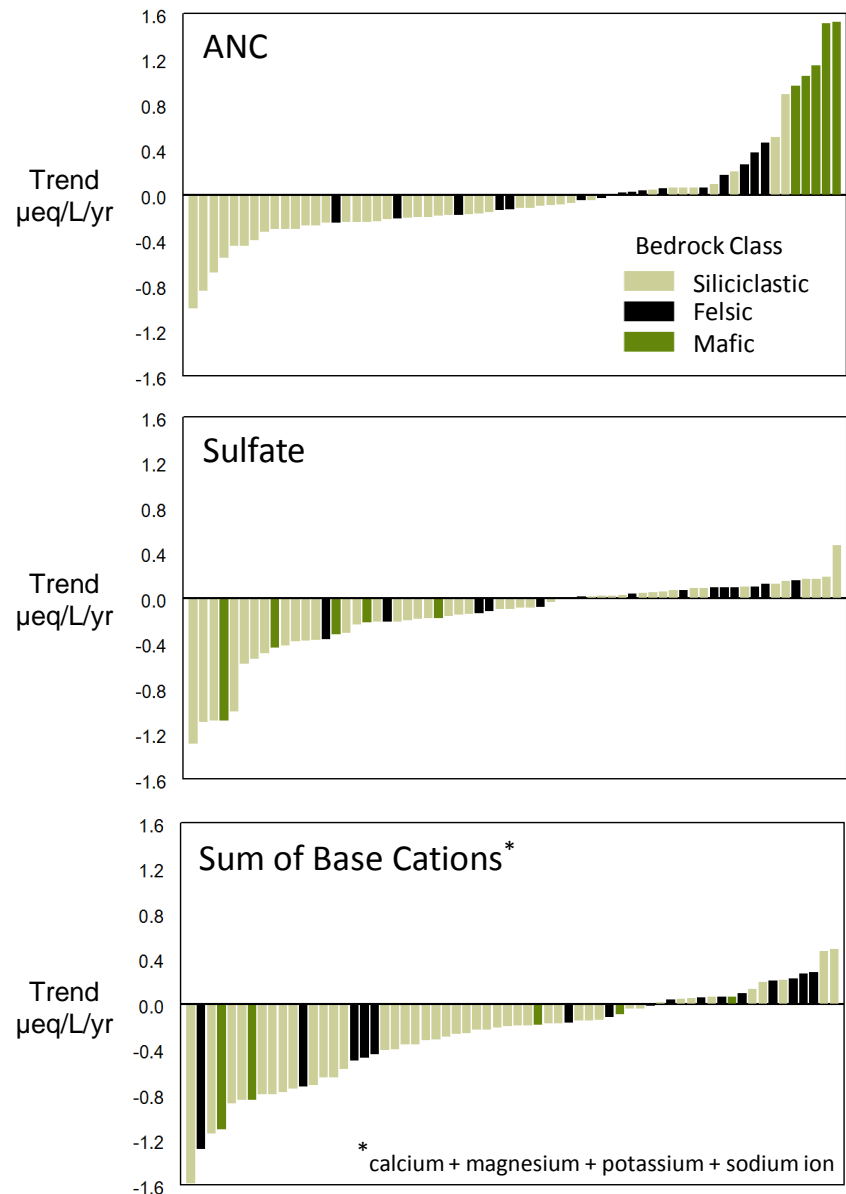 ANC
1.6
1.2
0.8
0.4
0.0
-0.4
-0.8
-1.2
-1.6
Trend
µeq/L/yr
Bedrock Class
Siliciclastic
Felsic
Mafic
Sulfate
1.6
1.2
0.8
0.4
0.0
-0.4
-0.8
-1.2
-1.6
Trend
µeq/L/yr
Sum of Base Cations*
1.6
1.2
0.8
0.4
0.0
-0.4
-0.8
-1.2
-1.6
Trend
µeq/L/yr
*calcium + magnesium + potassium + sodium ion